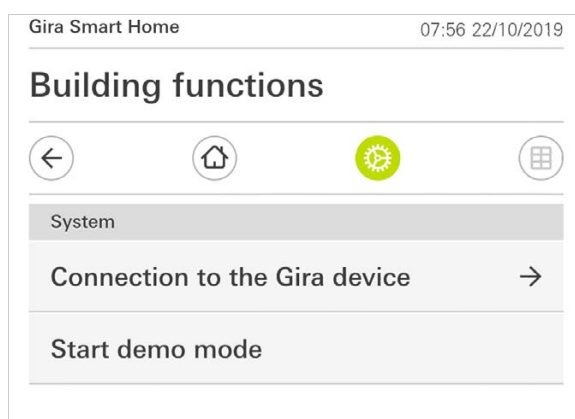 Gira Smart Home 07:56 22/10/2019
Building functions
System
Connection to the Gira device
Start demo mode